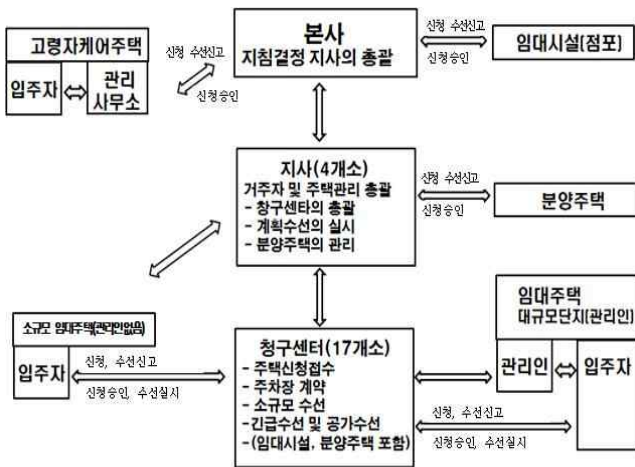 고령자케어주택
입주자
관리
사무소
신청 수선신고
신청승인
본사
지침결정 지사의 총괄
신청 수선신고
신청승인
임대시설(점포)
지사(4개소)
거주자 및 주택관리 총괄
- 창구센타의 총괄
- 계획수선의 실시
- 분양주택의 관리
신청 수선신고
신청승인
분양주택
소규모 임대주택(관리인없음)
입주자
신청, 수선신고
신청승인, 수선실시
청구센터(17개소)
- 주택신청접수
- 주차장 계약
- 소규모 수선
-긴급수선 및 공가수선
-(임대시설. 분양주택 포함)
임대주택
대규모단지(관리인)
관리인
입주자
신청, 수선신고
신청승인, 수선실시